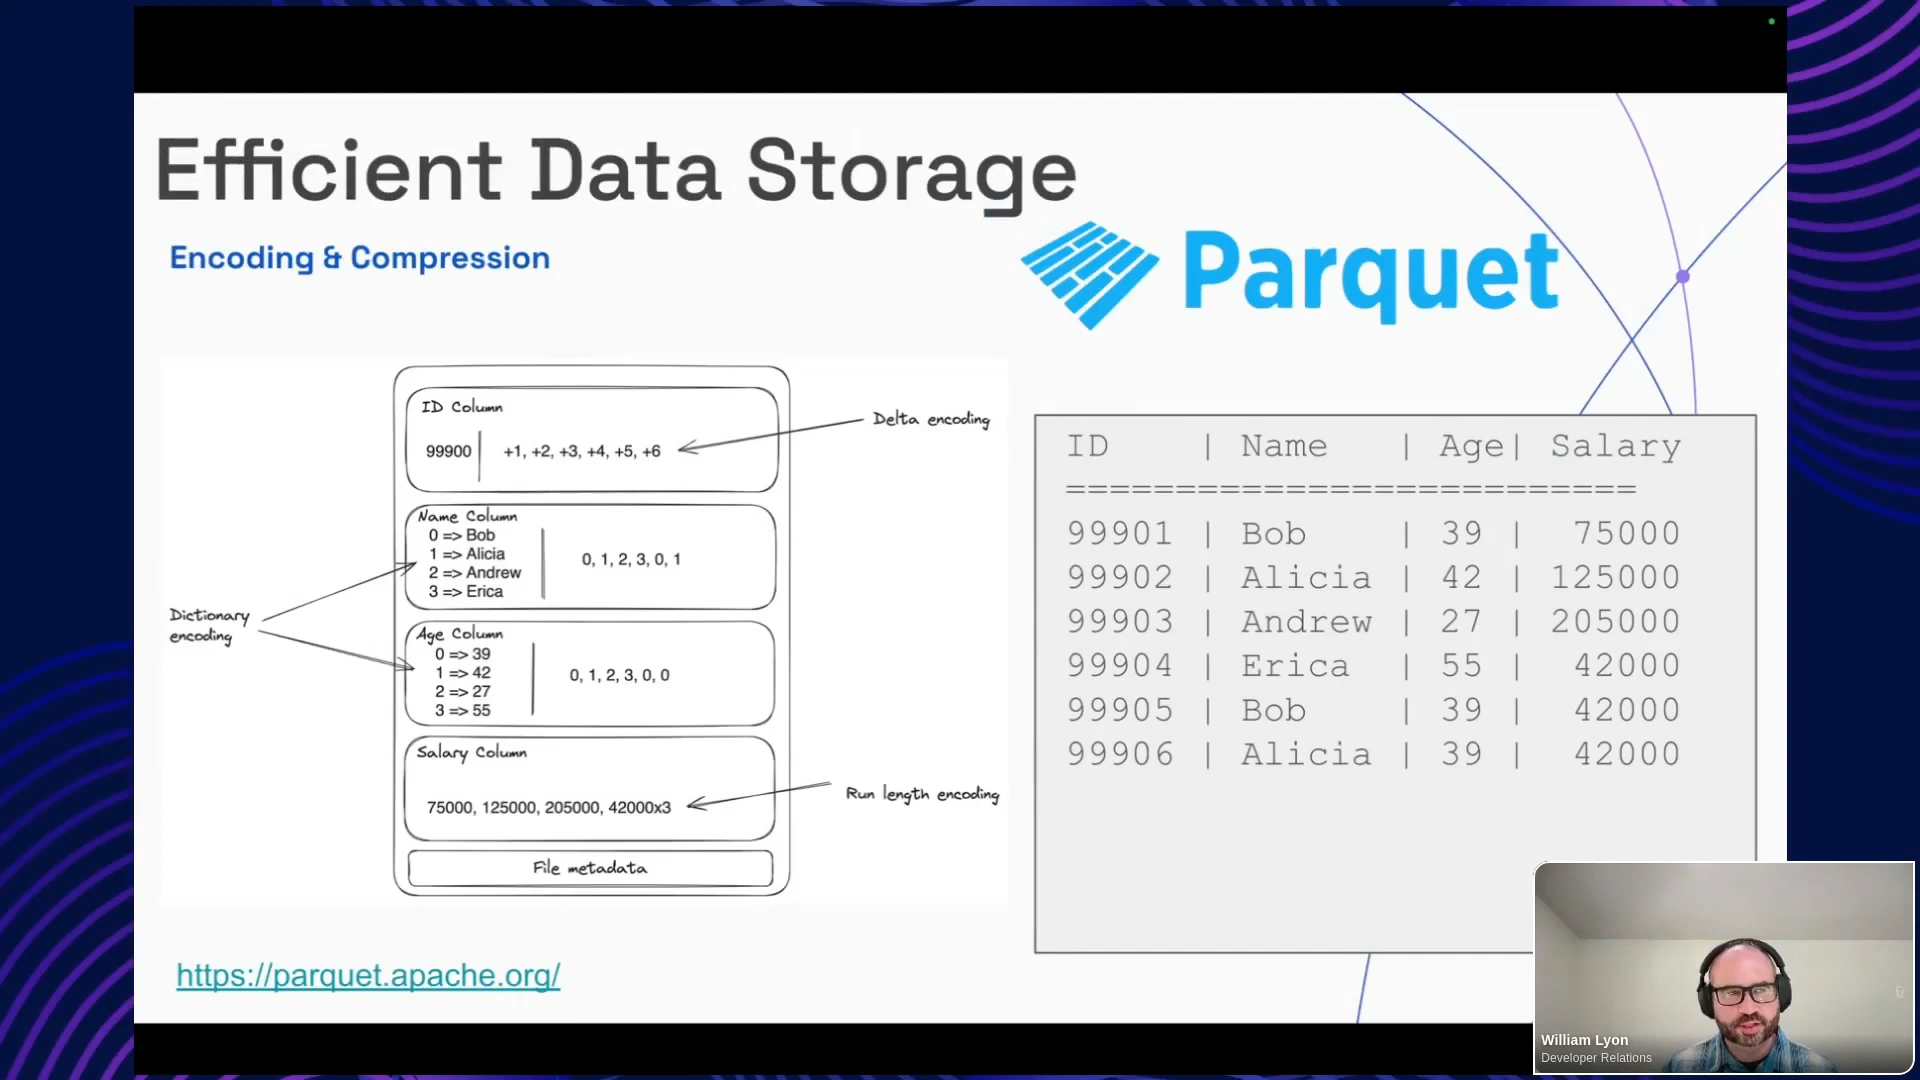 Efficient Data Storage
Encoding & Compression
Parquet
ID Column
99900 | +1, +2, +3, +4, +5, +6
Delta encoding
Name Column
0 => Bob
1 => Alicia
2 => Andrew
3 => Erica
0, 1, 2, 3, 0, 1
Dictionary
encoding
Age Column
0 => 39
1 => 42
2 => 27
3 => 55
0, 1, 2, 3, 0, 0
Salary Column
75000, 125000, 205000, 42000x3
Run length encoding
File metadata
ID | Name | Age| Salary
==========================
99901 | Bob | 39 | 75000
99902 | Alicia | 42 | 125000
99903 | Andrew | 27 | 205000
99904 | Erica | 55 | 42000
99905 | Bob | 39 | 42000
99906 | Alicia | 39 | 42000
https://parquet.apache.org/
William Lyon
Developer Relations